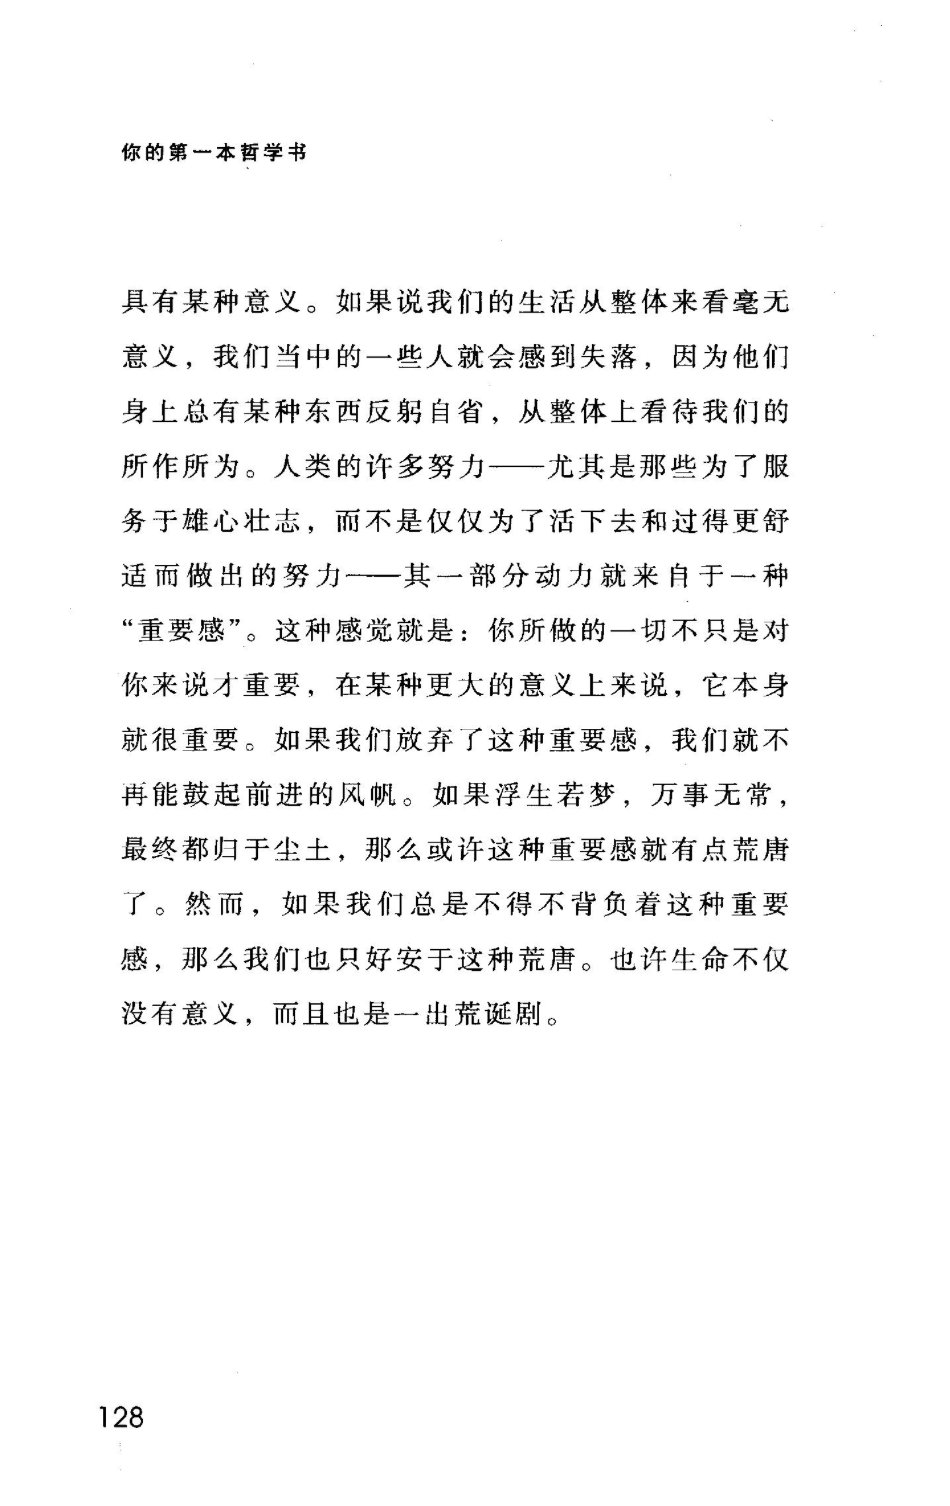 你的第一本哲学书
具有某种意义。如果说我们的生活从整体来看毫无
意义，我们当中的一些人就会感到失落，因为他们
身上总有某种东西反躬自省，从整体上看待我们的
所作所为。人类的许多努力——尤其是那些为了服
务于雄心壮志，而不是仅仅为了活下去和过得更舒
适而做出的努力——其一部分动力就来自于一种
“重要感”。这种感觉就是：你所做的一切不只是对
你来说才重要，在某种更大的意义上来说，它本身
就很重要。如果我们放弃了这种重要感，我们就不
再能鼓起前进的风帆。如果浮生若梦，万事无常，
最终都归于尘土，那么或许这种重要感就有点荒唐
了。然而，如果我们总是不得不背负着这种重要
感，那么我们也只好安于这种荒唐。也许生命不仅
没有意义，而且也是一出荒诞剧。
128